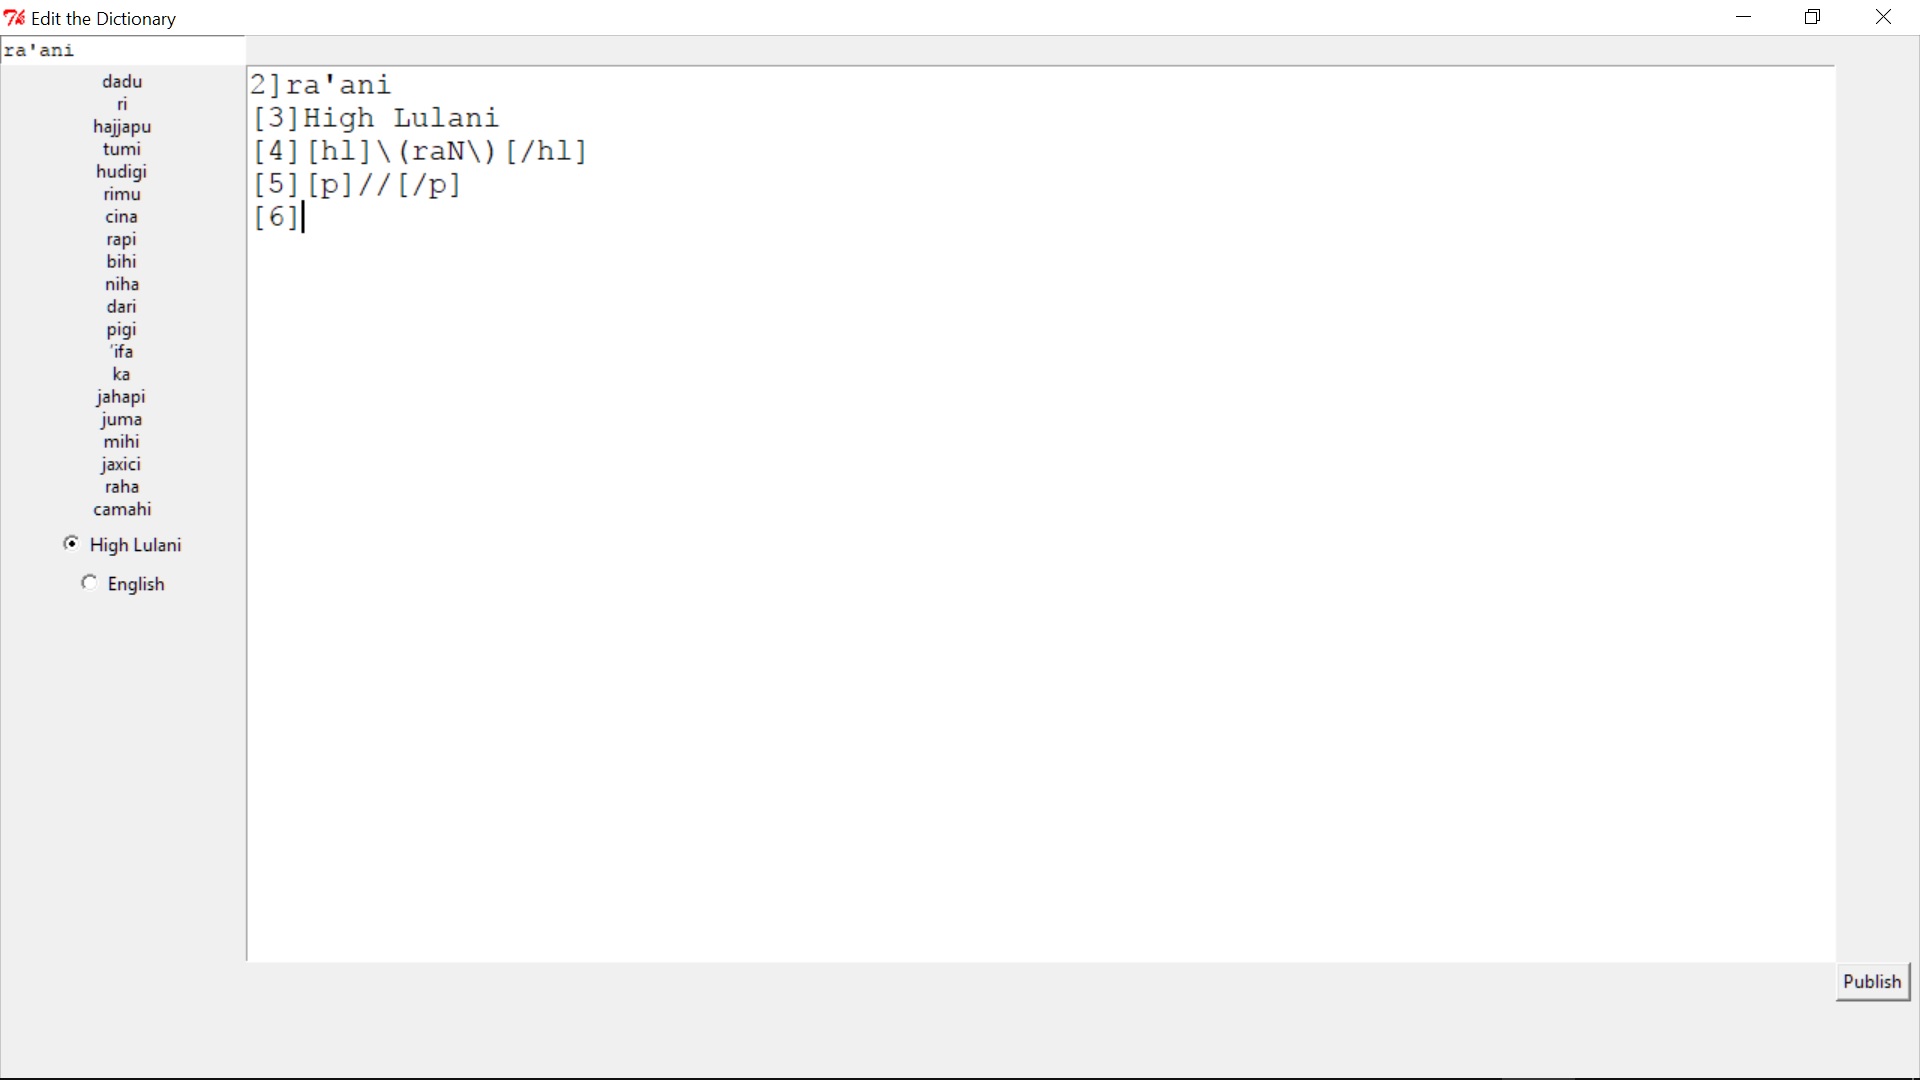 Edit the Dictionary
ra'ani
dadu
ri
hajjapu
tumi
hudigi
rimu
cina
rapi
bihi
niha
dari
pigi
'ifa
ka
jahapi
juma
mihi
jaxici
raha
camahi
High Lulani
English
2]ra'ani
[3]High Lulani
[4][hl]\(raN\)[/hl]
[5][p]//[/p]
[6]
Publish